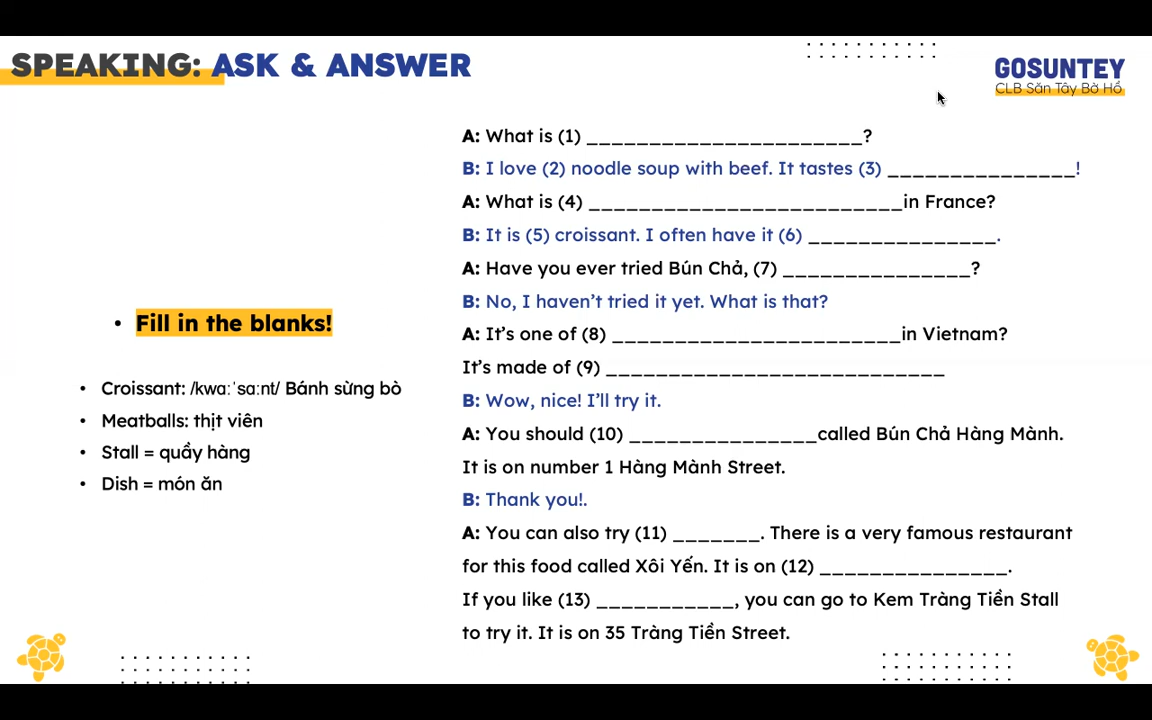 SPEAKING: ASK & ANSWER
GOSUNTEY
CLB Săn Tây Bờ Hồ
A: What is (1) ______________________?
B: I love (2) noodle soup with beef. It tastes (3) _______________!
A: What is (4) _________________________in France?
B: It is (5) croissant. I often have it (6) _______________.
A: Have you ever tried Bún Chả, (7) _______________?
B: No, I haven’t tried it yet. What is that?
A: It’s one of (8) _______________________in Vietnam?
It’s made of (9) ___________________________
B: Wow, nice! I’ll try it.
A: You should (10) _______________called Bún Chả Hàng Mành.
It is on number 1 Hàng Mành Street.
B: Thank you!.
A: You can also try (11) _______. There is a very famous restaurant
for this food called Xôi Yến. It is on (12) _______________.
If you like (13) ___________, you can go to Kem Tràng Tiền Stall
to try it. It is on 35 Tràng Tiền Street.
• Fill in the blanks!
• Croissant: /kwɑːˈsɑːnt/ Bánh sừng bò
• Meatballs: thịt viên
• Stall = quầy hàng
• Dish = món ăn